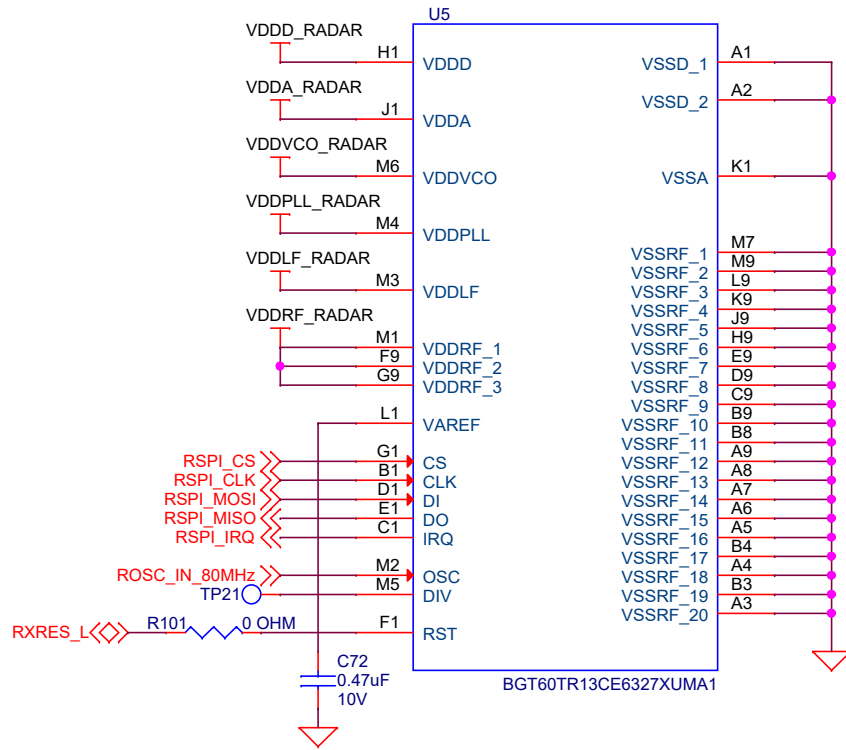 U5
VDDD_RADAR
H1 VDDD VSSD_1 A1
VDDA_RADAR
VSSD_2 A2
J1 VDDA
VDDVCO_RADAR
M6 VDDVCO VSSA K1
VDDPLL_RADAR
M4 VDDPLL
VSSRF_1 M7
VDDLF_RADAR
VSSRF_2 M9
M3 VDDLF VSSRF_3 L9
VSSRF_4 K9
VDDRF_RADAR
VSSRF_5 J9
M1 VDDRF_1 VSSRF_6 H9
F9 VDDRF_2 VSSRF_7 E9
G9 VDDRF_3 VSSRF_8 D9
VSSRF_9 C9
L1 VAREF VSSRF_10 B9
VSSRF_11 B8
RSPI_CS G1 CS VSSRF_12 A9
RSPI_CLK B1 CLK VSSRF_13 A8
RSPI_MOSI D1 DI VSSRF_14 A7
RSPI_MISO E1 DO VSSRF_15 A6
RSPI_IRQ C1 IRQ VSSRF_16 A5
VSSRF_17 B4
ROSC_IN_80MHz M2 OSC VSSRF_18 A4
TP21 M5 DIV VSSRF_19 B3
VSSRF_20 A3
RXRES_L R101 0 OHM F1 RST
C72
0.47uF
10V
BGT60TR13CE6327XUMA1